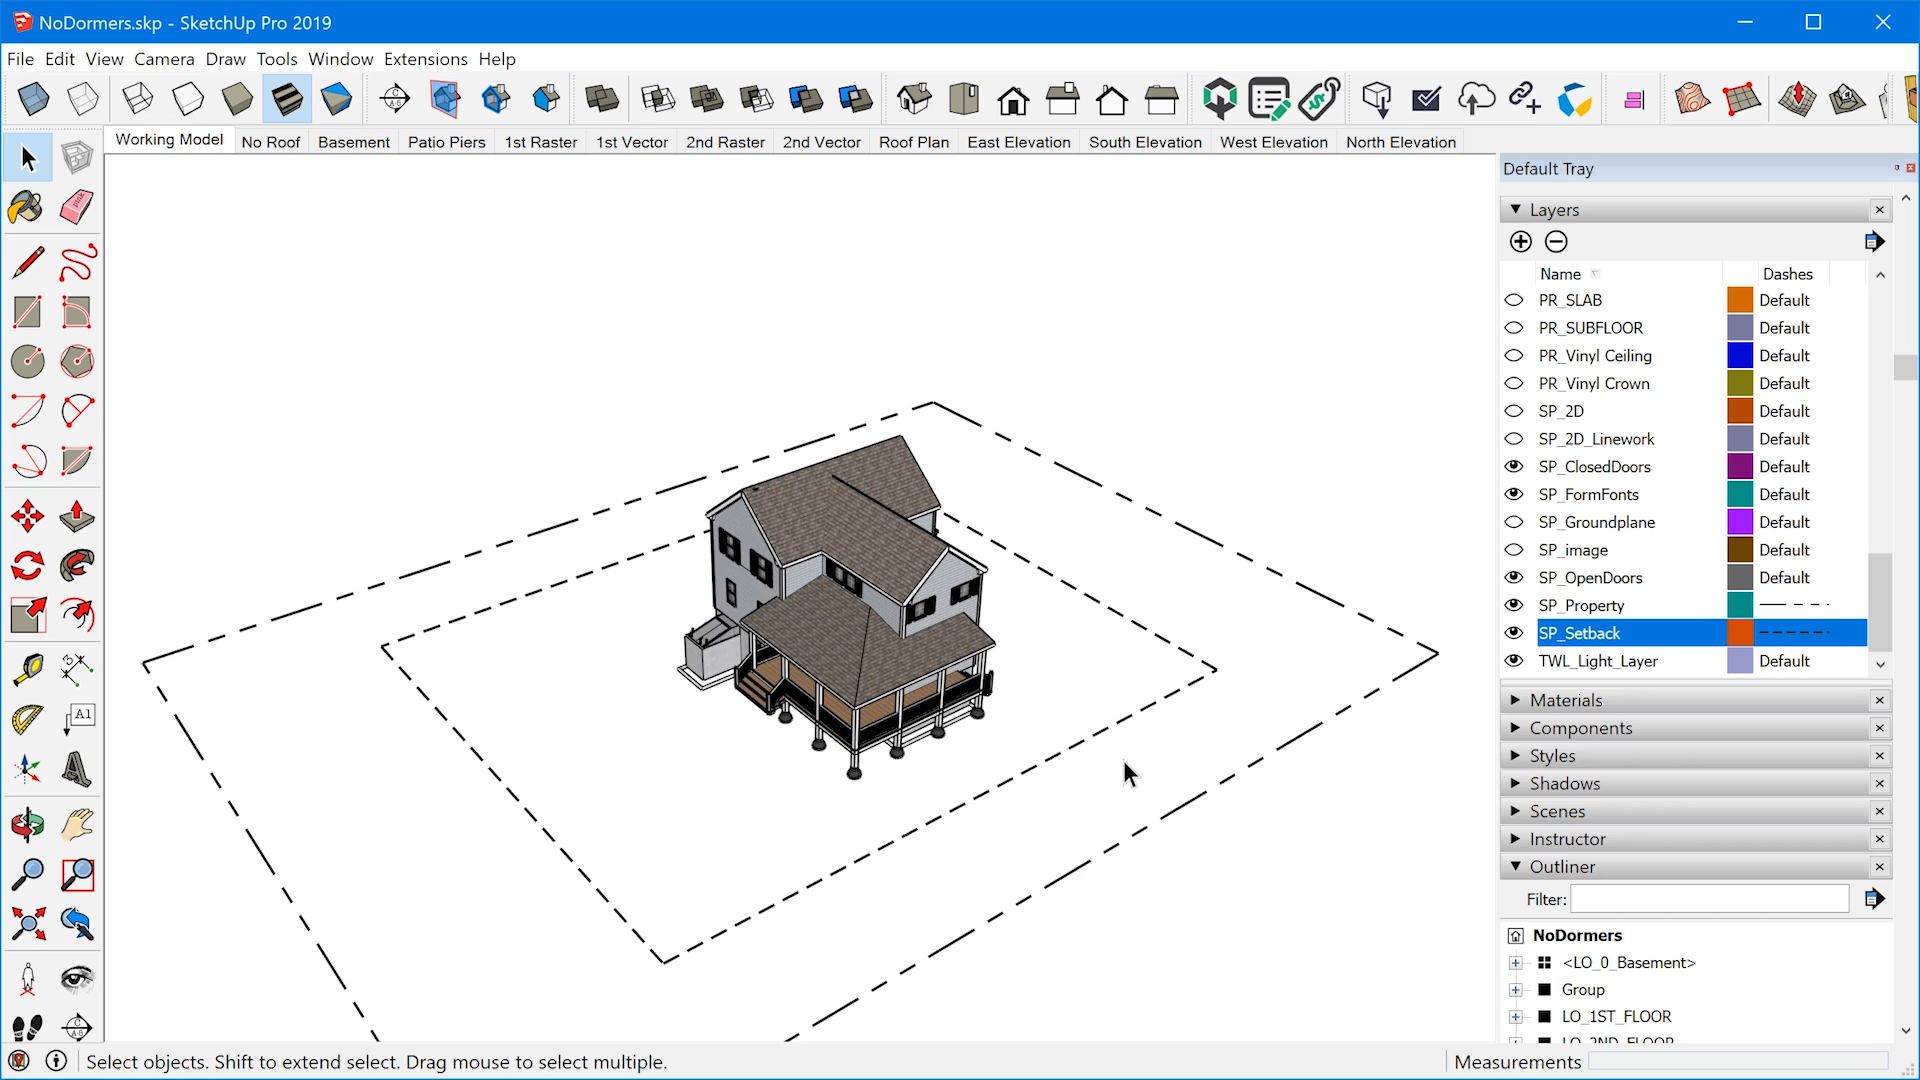 NoDormers.skp - SketchUp Pro 2019
File Edit View Camera Draw Tools Window Extensions Help
Working Model No Roof Basement Patio Piers 1st Raster 1st Vector 2nd Raster 2nd Vector Roof Plan East Elevation South Elevation West Elevation North Elevation
Default Tray
Layers
Name Dashes
PR_SLAB Default
PR_SUBFLOOR Default
PR_Vinyl Ceiling Default
PR_Vinyl Crown Default
SP_2D Default
SP_2D_Linework Default
SP_ClosedDoors Default
SP_FormFonts Default
SP_Groundplane Default
SP_image Default
SP_OpenDoors Default
SP_Property
SP_Setback
TWL_Light_Layer Default
Materials
Components
Styles
Shadows
Scenes
Instructor
Outliner
Filter:
NoDormers
<LO_0_Basement>
Group
LO_1ST_FLOOR
LO_2ND_FLOOR
A1
Select objects. Shift to extend select. Drag mouse to select multiple.
Measurements